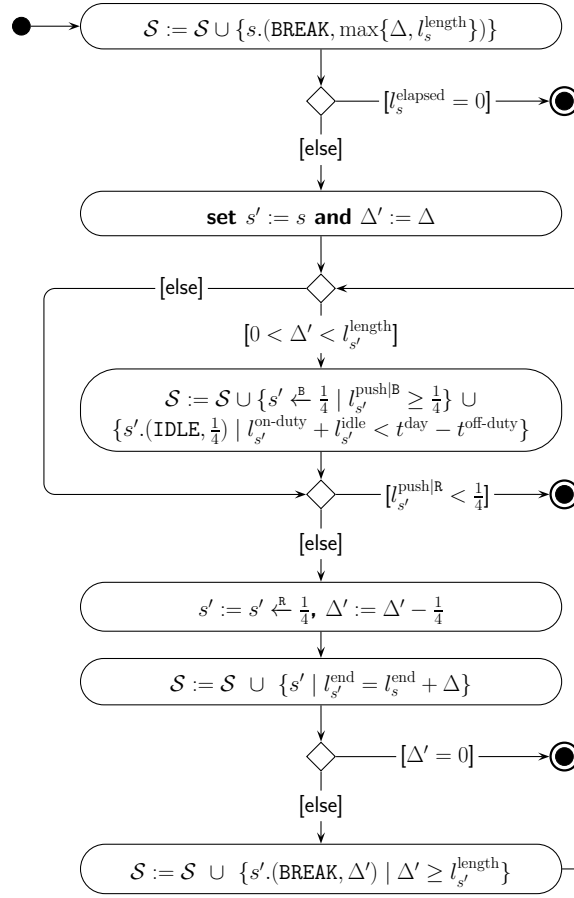 𝒮 := 𝒮 ∪ {s.(BREAK, max{Δ, l_s^length})}
[l_s^elapsed = 0]
[else]
set s′ := s and Δ′ := Δ
[else]
[0 < Δ′ < l_{s′}^length]
𝒮 := 𝒮 ∪ {s′ ←^B 1/4 | l_{s′}^{push|B} ≥ 1/4} ∪
{s′.(IDLE, 1/4) | l_{s′}^{on-duty} + l_{s′}^{idle} < t^{day} − t^{off-duty}}
[l_{s′}^{push|R} < 1/4]
[else]
s′ := s′ ←^R 1/4, Δ′ := Δ′ − 1/4
𝒮 := 𝒮 ∪ {s′ | l_{s′}^{end} = l_s^{end} + Δ}
[Δ′ = 0]
[else]
𝒮 := 𝒮 ∪ {s′.(BREAK, Δ′) | Δ′ ≥ l_{s′}^{length}}